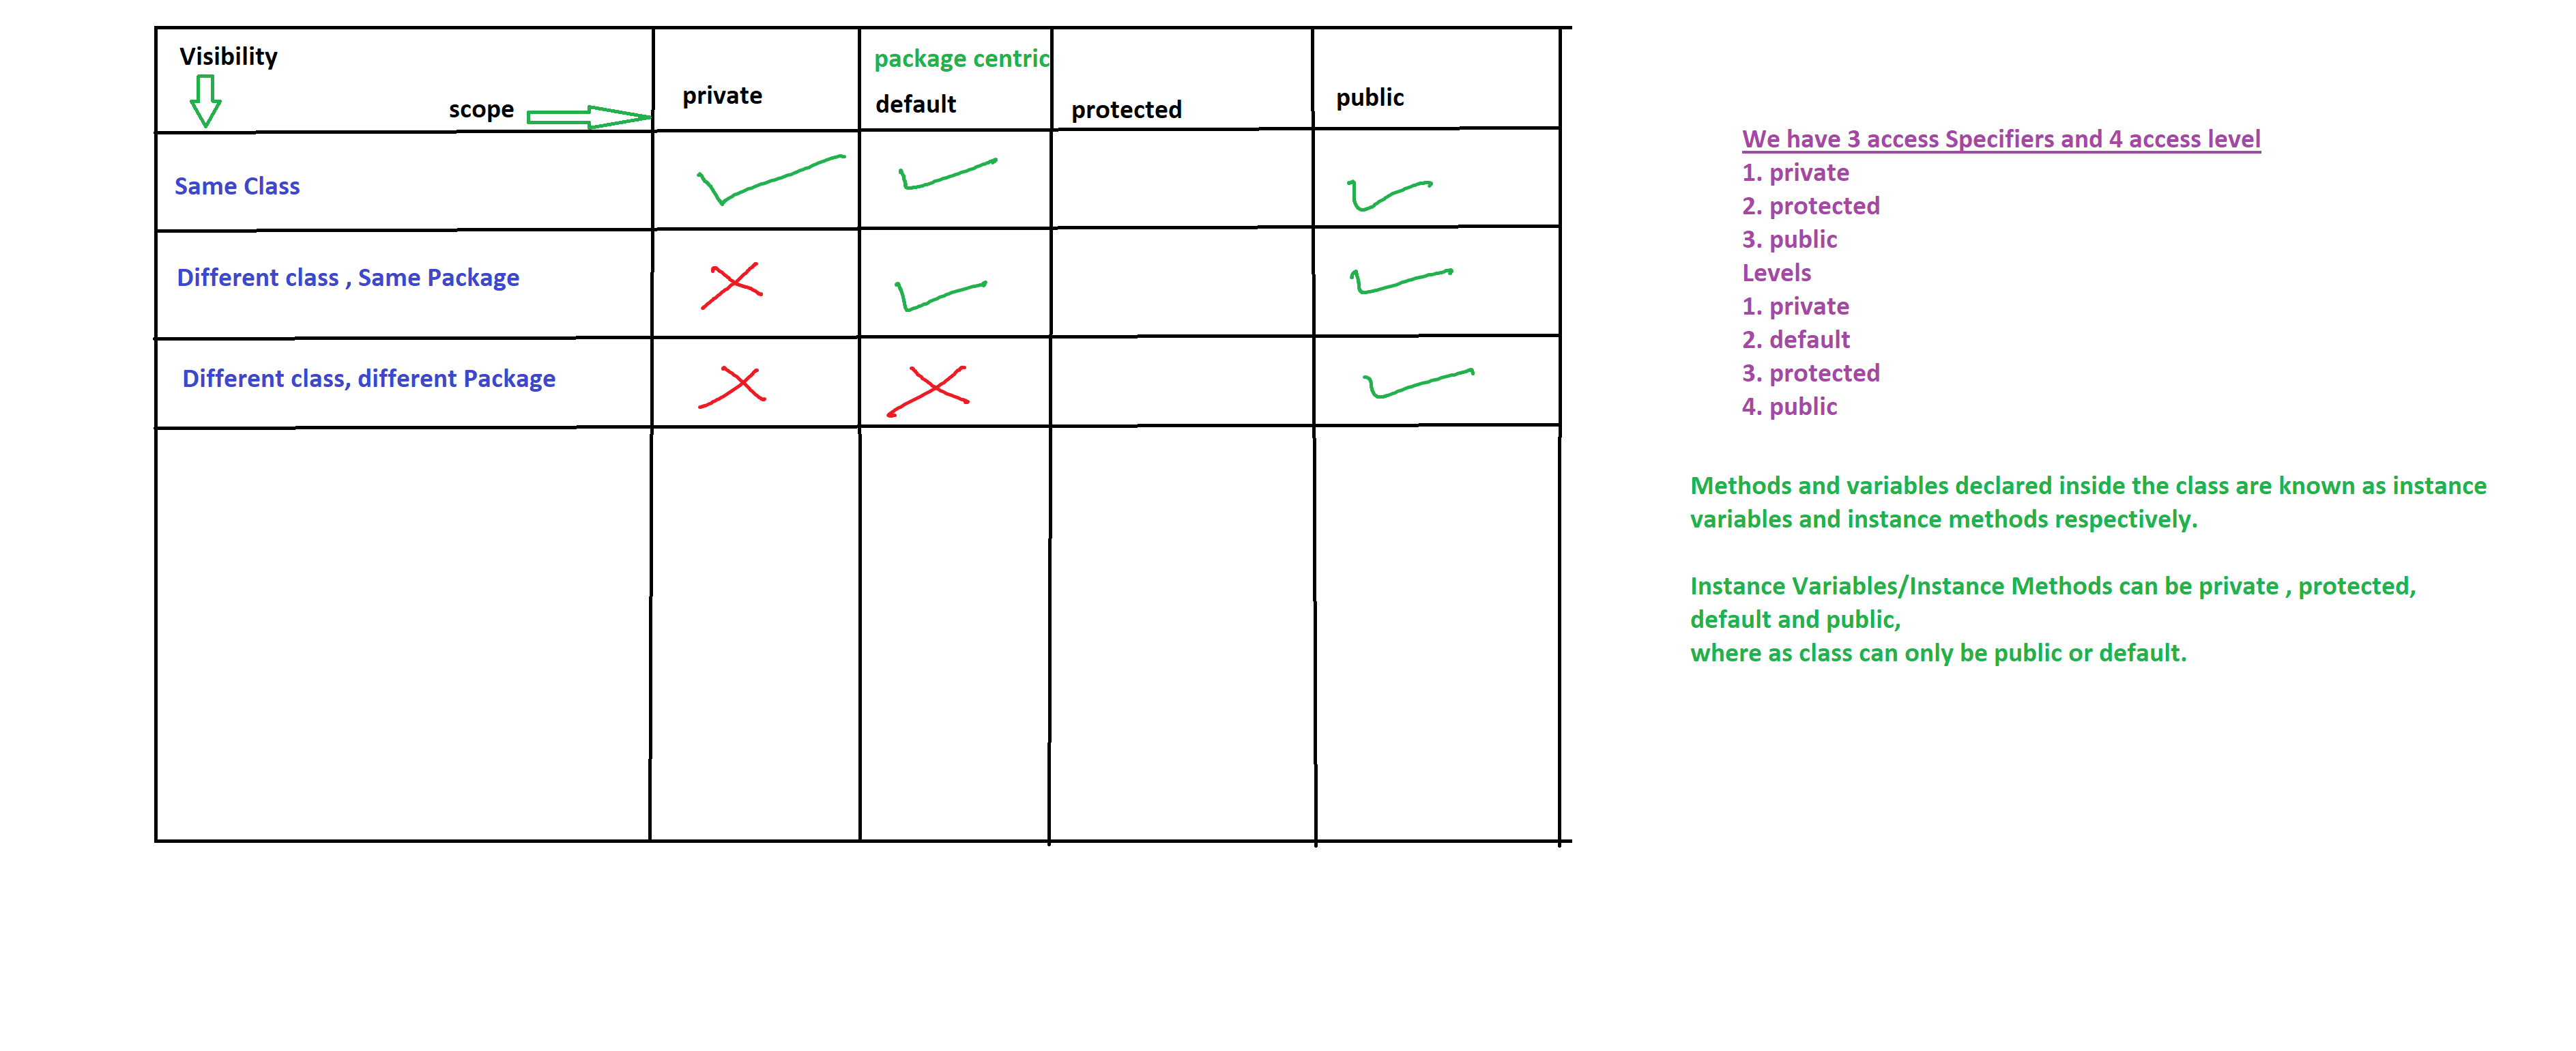 Visibility
scope
private
package centric
default
protected
public
Same Class
Different class , Same Package
Different class, different Package
We have 3 access Specifiers and 4 access level
1. private
2. protected
3. public
Levels
1. private
2. default
3. protected
4. public
Methods and variables declared inside the class are known as instance
variables and instance methods respectively.
Instance Variables/Instance Methods can be private , protected,
default and public,
where as class can only be public or default.